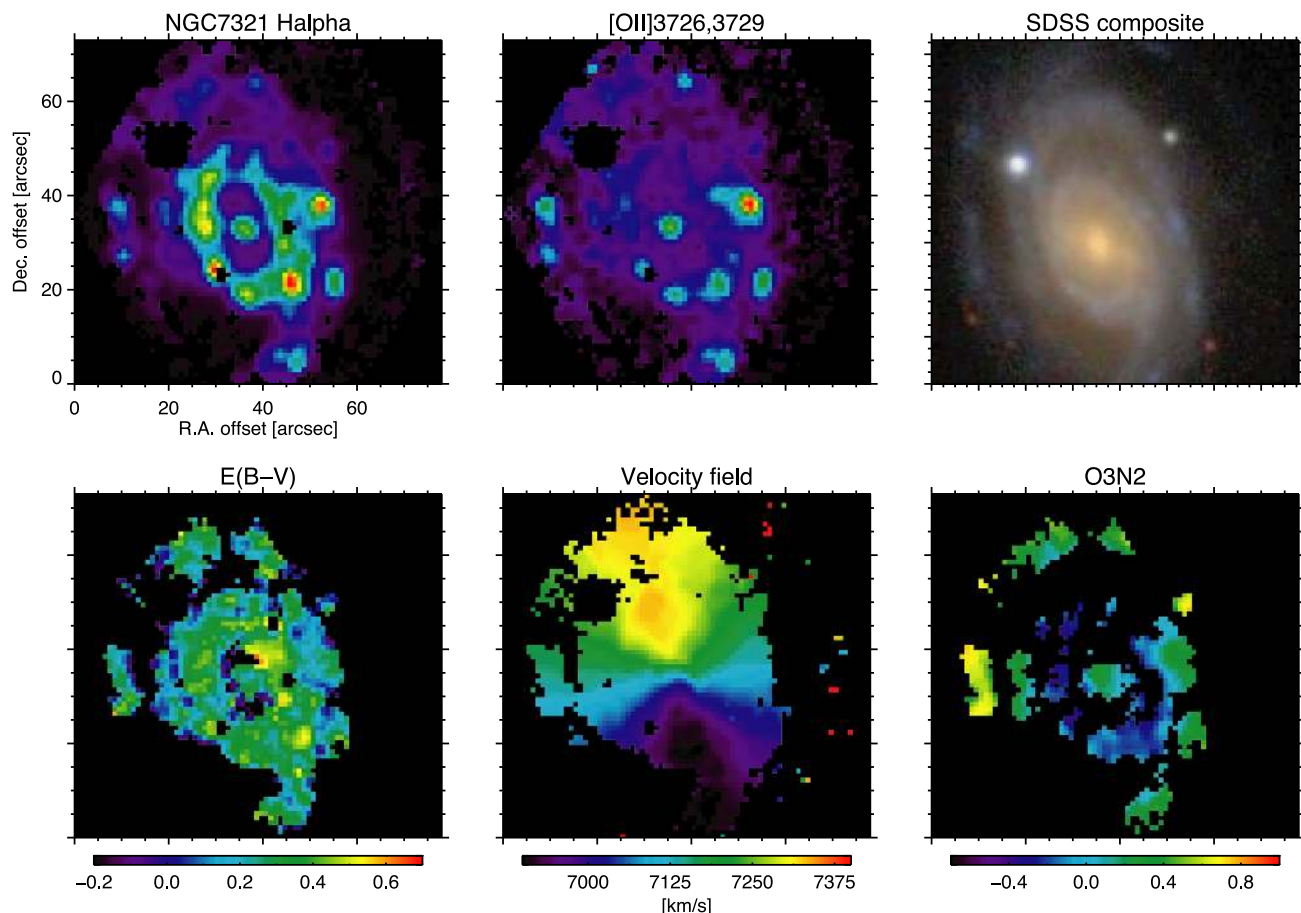 NGC7321 Halpha
[OII]3726,3729
SDSS composite
60
40
20
0
Dec. offset [arcsec]
0 20 40 60
R.A. offset [arcsec]
E(B−V)
Velocity field
O3N2
−0.2 0.0 0.2 0.4 0.6
7000 7125 7250 7375
[km/s]
−0.4 0.0 0.4 0.8